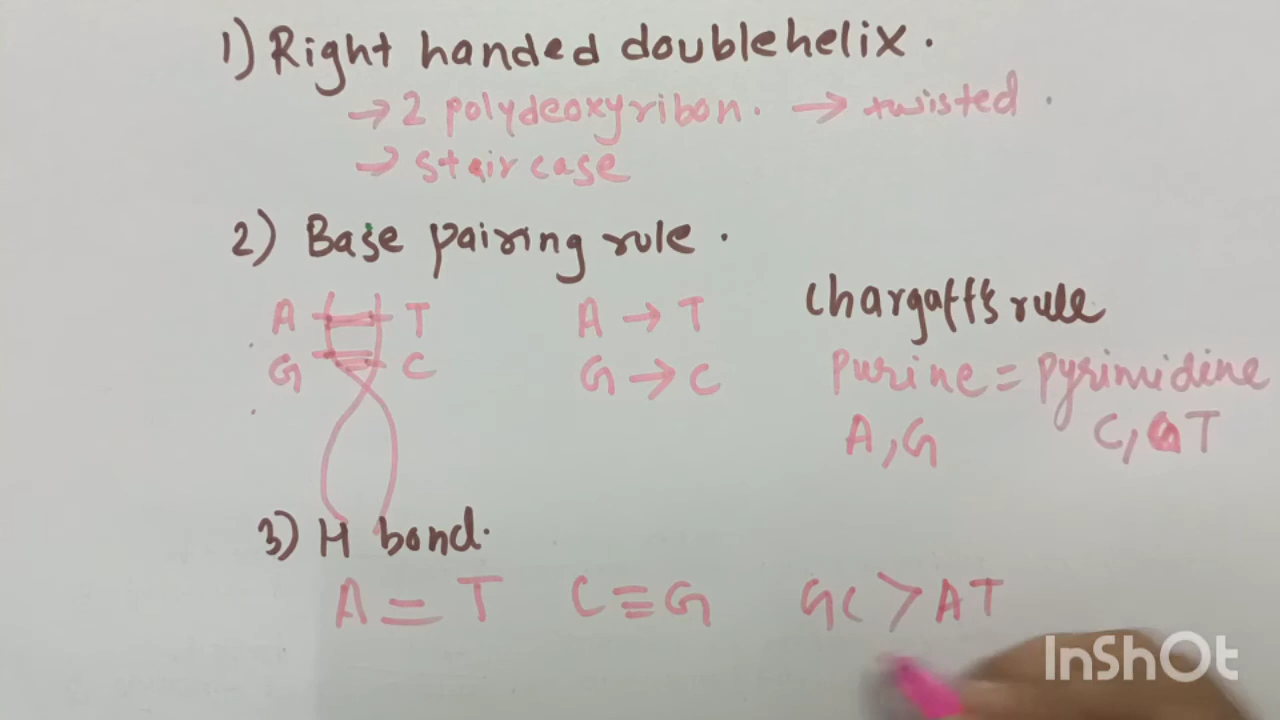 1) Right handed doublehelix.
→ 2 polydeoxyribon. → twisted.
→ staircase
2) Base pairing rule.
A T A → T
G C G → C
Chargaff's rule
Purine = Pyrimidine
A, G C, T
3) H bond.
A = T C ≡ G GC > AT
InShOt